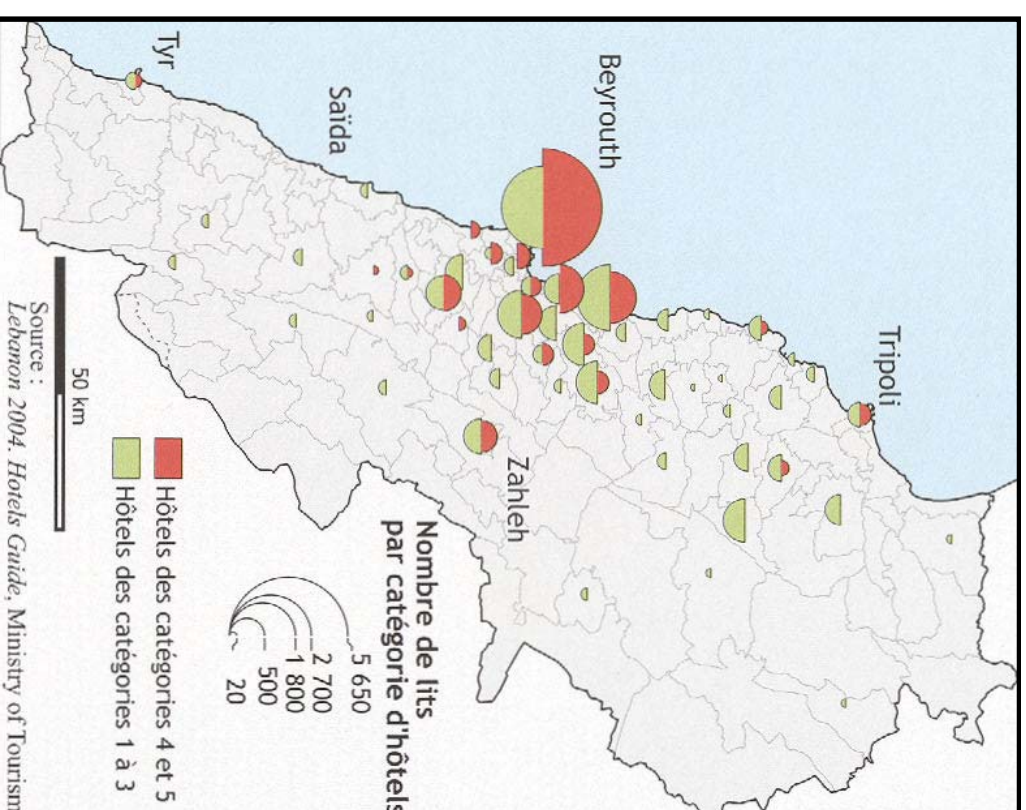 Tripoli
Beyrouth
Saïda
Tyr
Zahleh
Nombre de lits
par catégorie d'hôtels
5 650
2 700
1 800
500
20
Hôtels des catégories 4 et 5
Hôtels des catégories 1 à 3
50 km
Source :
Lebanon 2004. Hotels Guide, Ministry of Tourism